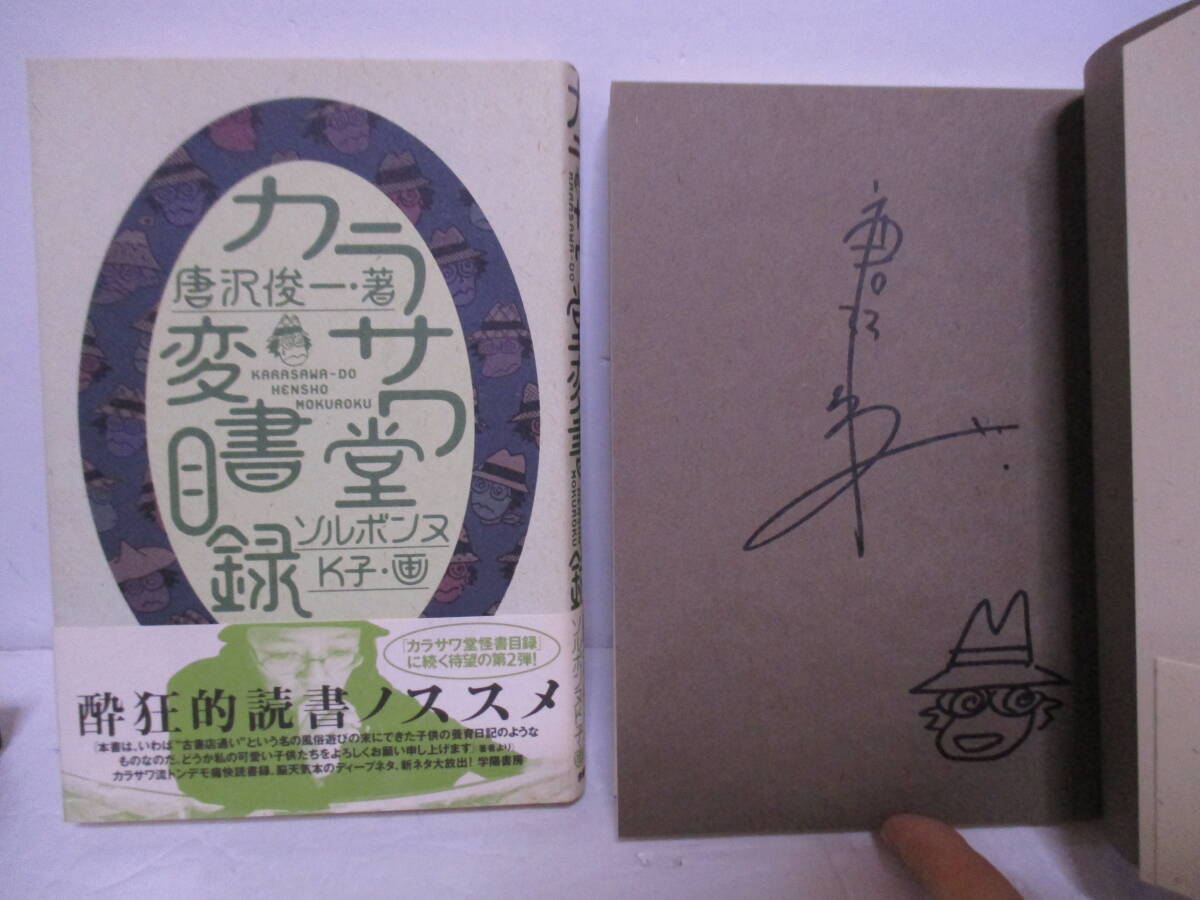 カラサワ堂
変書目録
唐沢俊一・著
KARASAWA-DO
HENSHO
MOKUROKU
ソルボンヌ
K子・画
『カラサワ堂怪書目録』
に続く待望の第2弾!
酔狂的読書ノススメ
「本書は、いわば“古書店通い”という名の風俗遊びの末にできた子供の養育日記のような
ものなのだ。どうか私の可愛い子供たちをよろしくお願い申し上げます」(著者より)
カラサワ流トンデモ痛快読書録。脳天気本のディープネタ、新ネタ大放出! 学陽書房
唐沢俊一